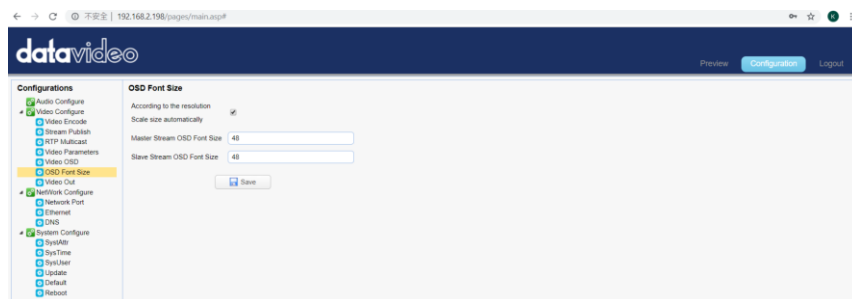 不安全 | 192.168.2.198/pages/main.asp#
K
datavideo
Preview
Configuration
Logout
Configurations
Audio Configure
Video Configure
Video Encode
Stream Publish
RTP Multicast
Video Parameters
Video OSD
OSD Font Size
Video Out
NetWork Configure
Network Port
Ethernet
DNS
System Configure
SystAttr
SysTime
SysUser
Update
Default
Reboot
OSD Font Size
According to the resolution
Scale size automatically
Master Stream OSD Font Size 48
Slave Stream OSD Font Size 48
Save